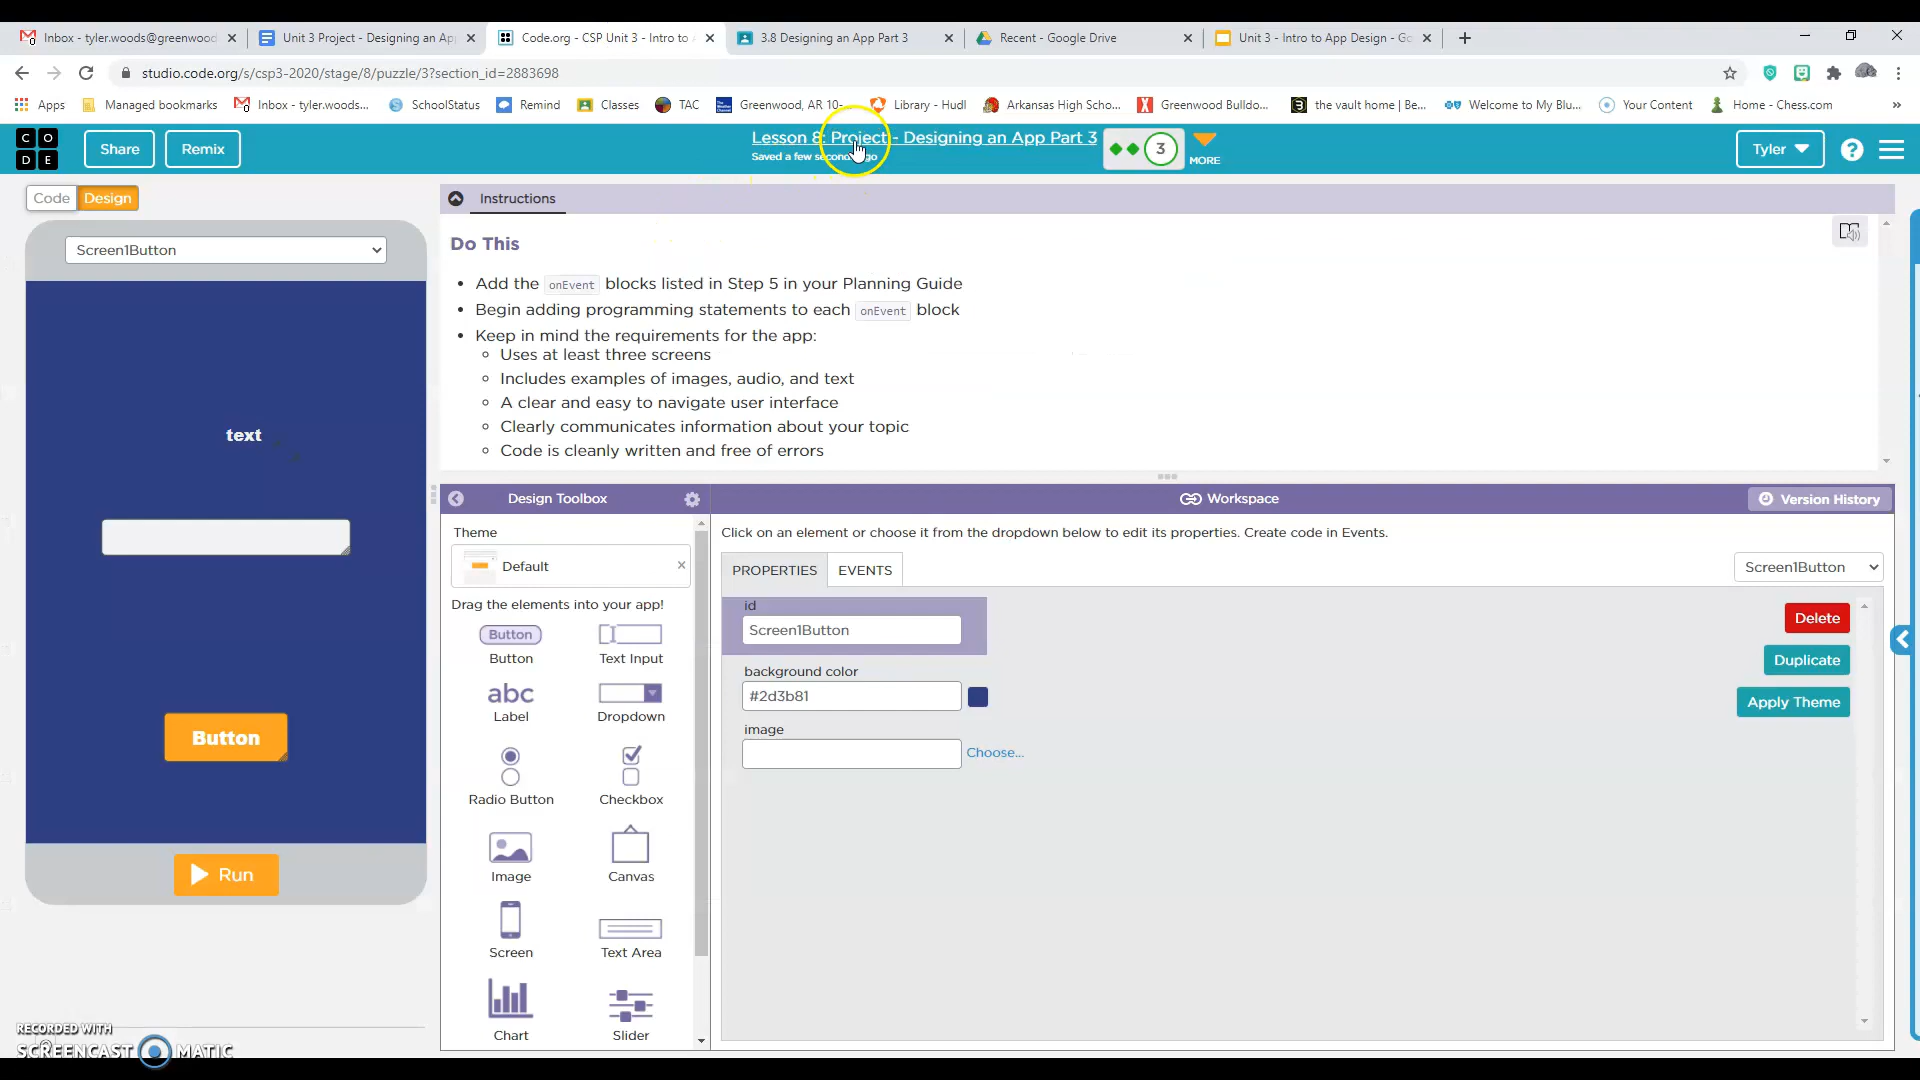 Inbox - tyler.woods@greenwood
Unit 3 Project - Designing an Ap
Code.org - CSP Unit 3 - Intro to
3.8 Designing an App Part 3
Recent - Google Drive
Unit 3 - Intro to App Design - Go
studio.code.org/s/csp3-2020/stage/8/puzzle/3?section_id=2883698
Apps
Managed bookmarks
Inbox - tyler.woods...
SchoolStatus
Remind
Classes
TAC
Greenwood, AR 10-...
Library - Hudl
Arkansas High Scho...
Greenwood Bulldo...
the vault home | Be...
Welcome to My Blu...
Your Content
Home - Chess.com
CODE
Share
Remix
Lesson 8: Project - Designing an App Part 3
Saved a few seconds ago
3
MORE
Tyler
Code
Design
Screen1Button
text
Button
Run
Instructions
Do This
Add the onEvent blocks listed in Step 5 in your Planning Guide
Begin adding programming statements to each onEvent block
Keep in mind the requirements for the app:
Uses at least three screens
Includes examples of images, audio, and text
A clear and easy to navigate user interface
Clearly communicates information about your topic
Code is cleanly written and free of errors
Design Toolbox
Workspace
Version History
Theme
Default
Drag the elements into your app!
Button
Button
Text Input
abc
Label
Dropdown
Radio Button
Checkbox
Image
Canvas
Screen
Text Area
Chart
Slider
Click on an element or choose it from the dropdown below to edit its properties. Create code in Events.
PROPERTIES
EVENTS
Screen1Button
id
Screen1Button
background color
#2d3b81
image
Choose...
Delete
Duplicate
Apply Theme
RECORDED WITH
SCREENCAST MATIC